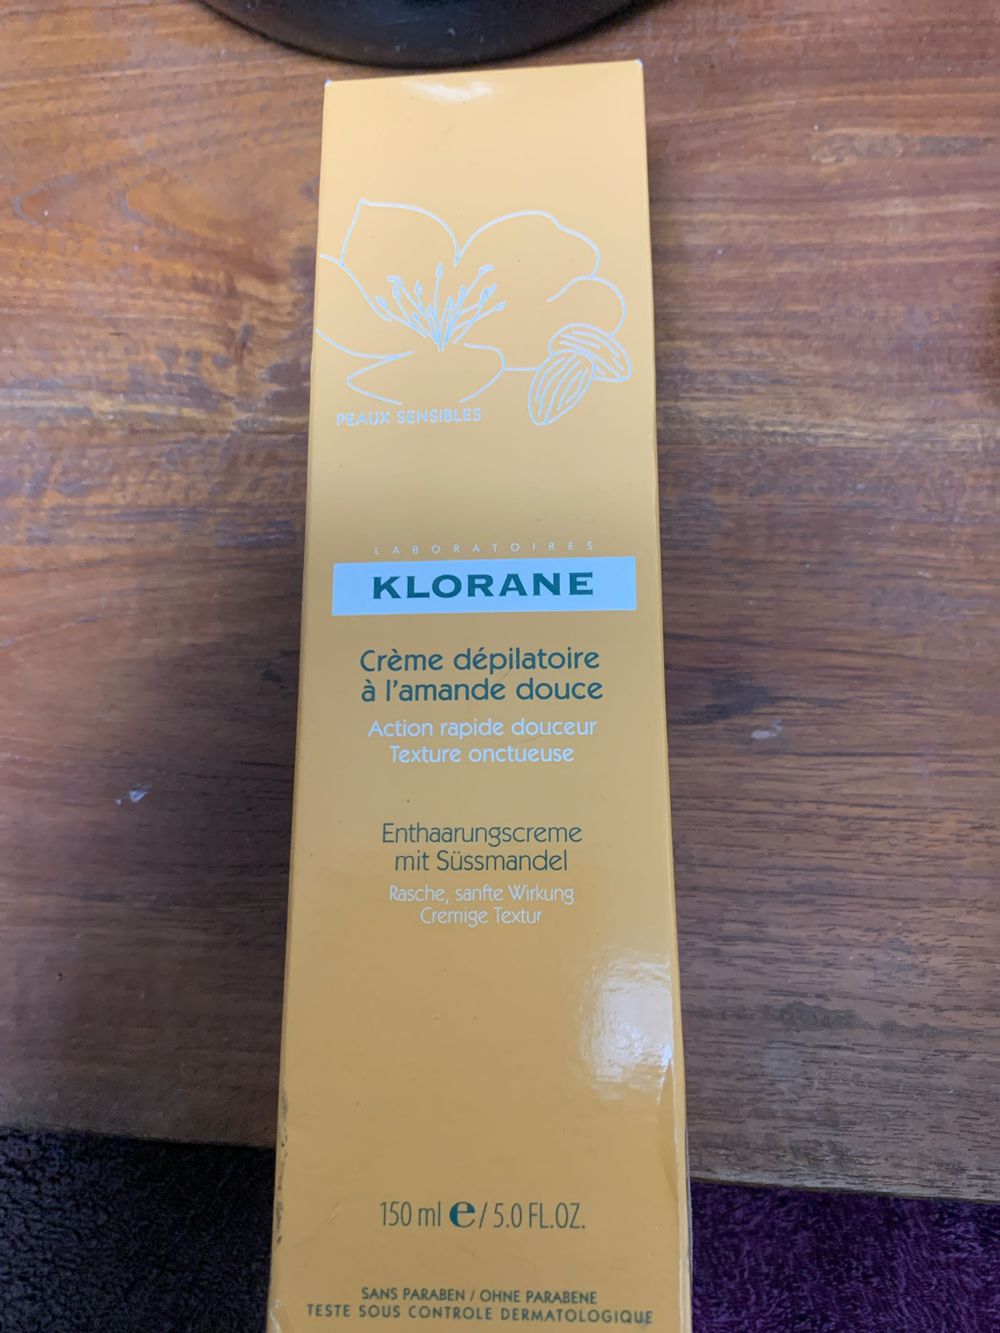 PEAUX SENSIBLES
LABORATOIRES
KLORANE
Crème dépilatoire
à l'amande douce
Action rapide douceur
Texture onctueuse
Enthaarungscreme
mit Süssmandel
Rasche, sanfte Wirkung
Cremige Textur
150 ml e / 5.0 FL.OZ.
SANS PARABEN / OHNE PARABENE
TESTE SOUS CONTROLE DERMATOLOGIQUE